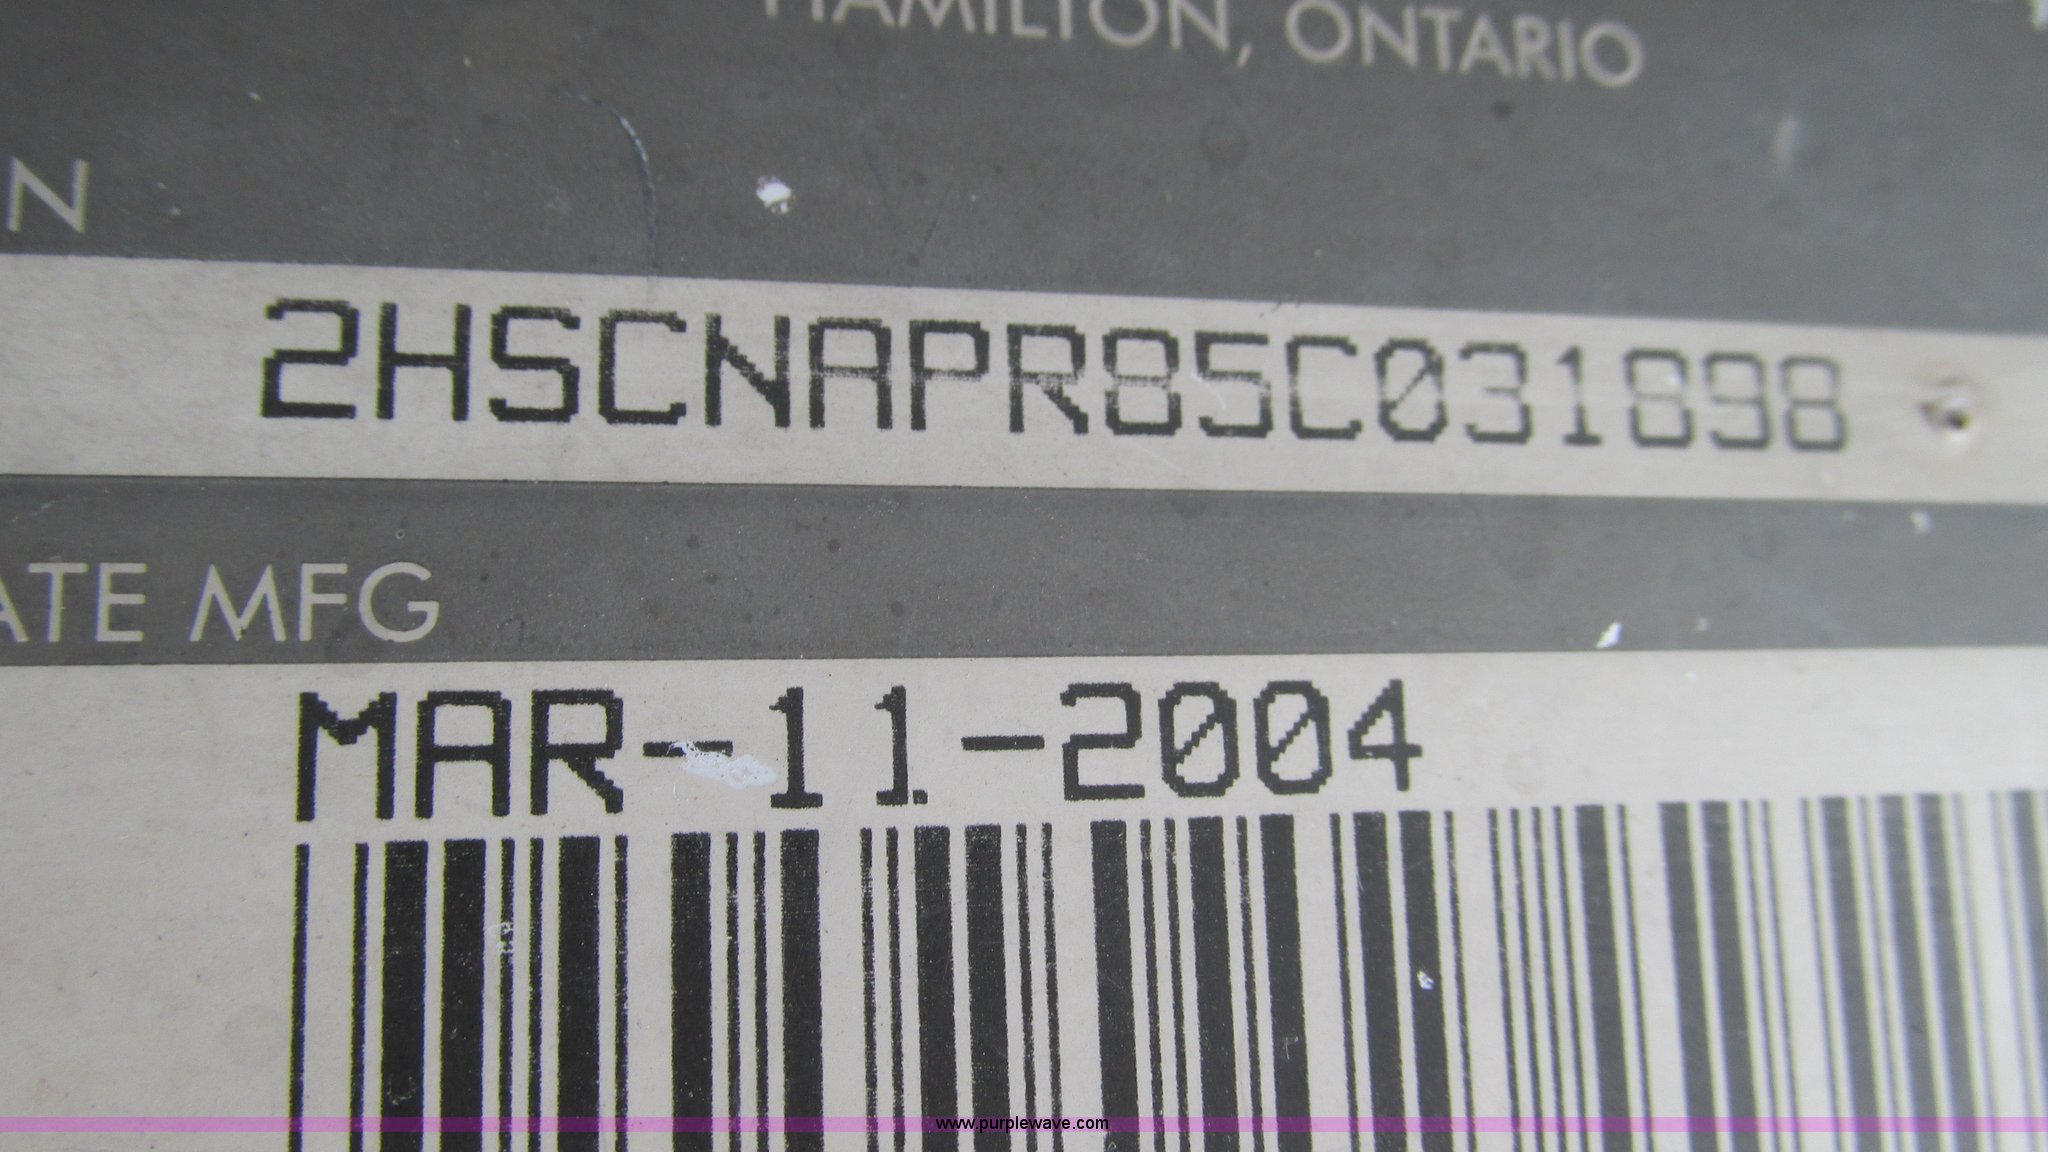 HAMILTON, ONTARIO
N
2HSCNAPR85C031898
ATE MFG
MAR-11-2004
www.purplewave.com